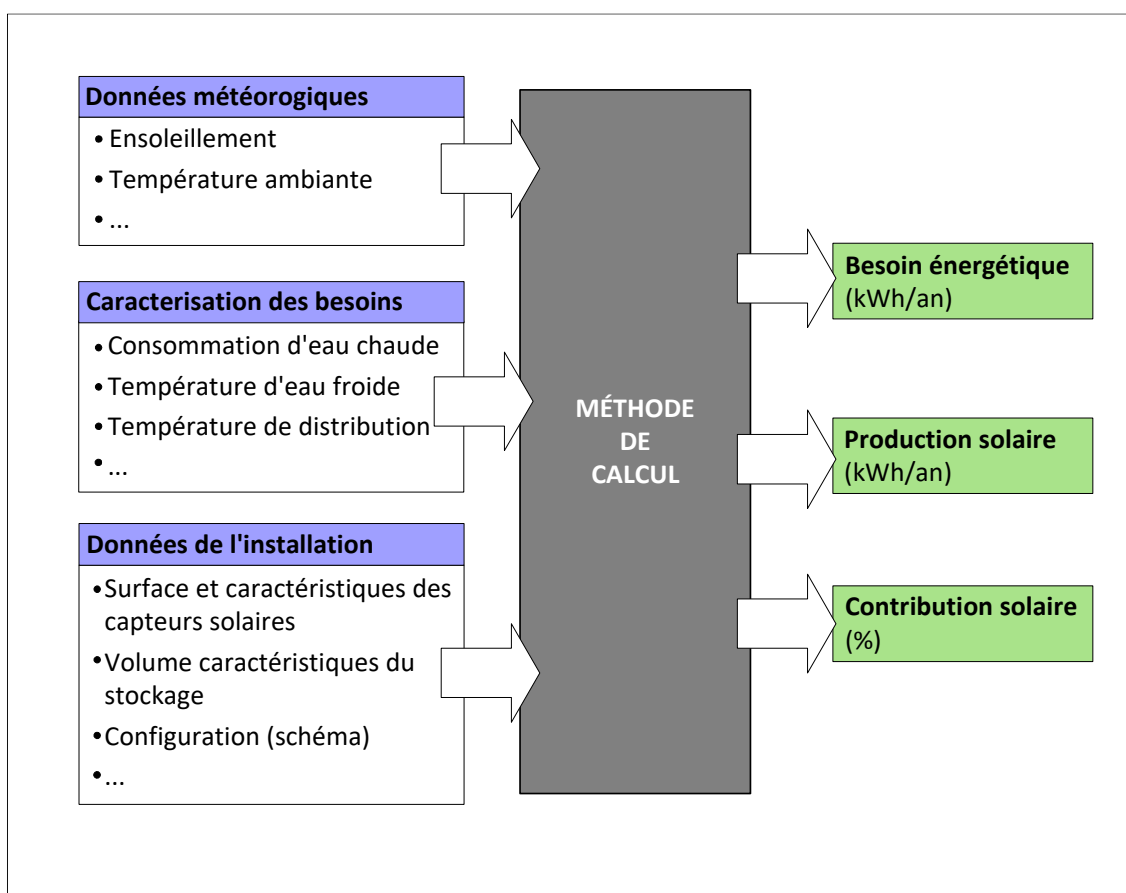 Données météorogiques
• Ensoleillement
• Température ambiante
• ...
Caracterisation des besoins
• Consommation d'eau chaude
• Température d'eau froide
• Température de distribution
• ...
Données de l'installation
• Surface et caractéristiques des
capteurs solaires
• Volume caractéristiques du
stockage
• Configuration (schéma)
• ...
MÉTHODE
DE
CALCUL
Besoin énergétique
(kWh/an)
Production solaire
(kWh/an)
Contribution solaire
(%)